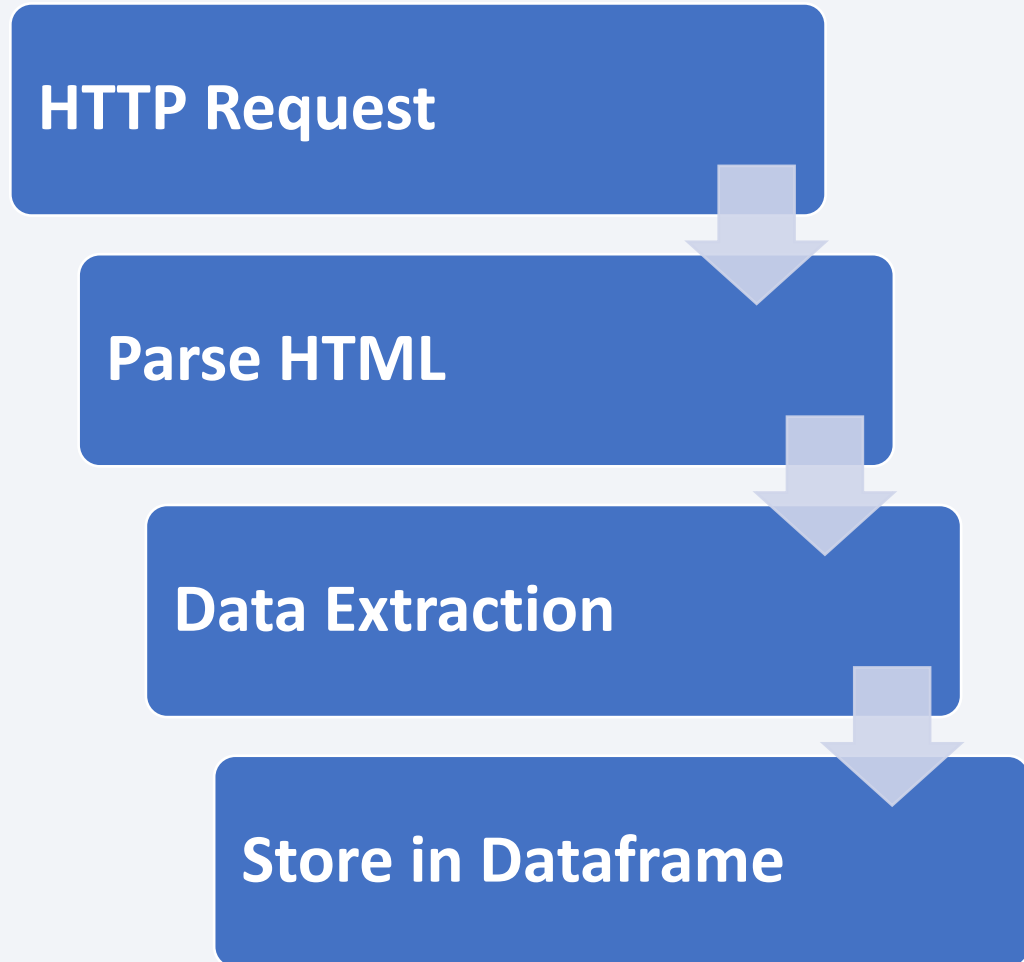 HTTP Request
Parse HTML
Data Extraction
Store in Dataframe